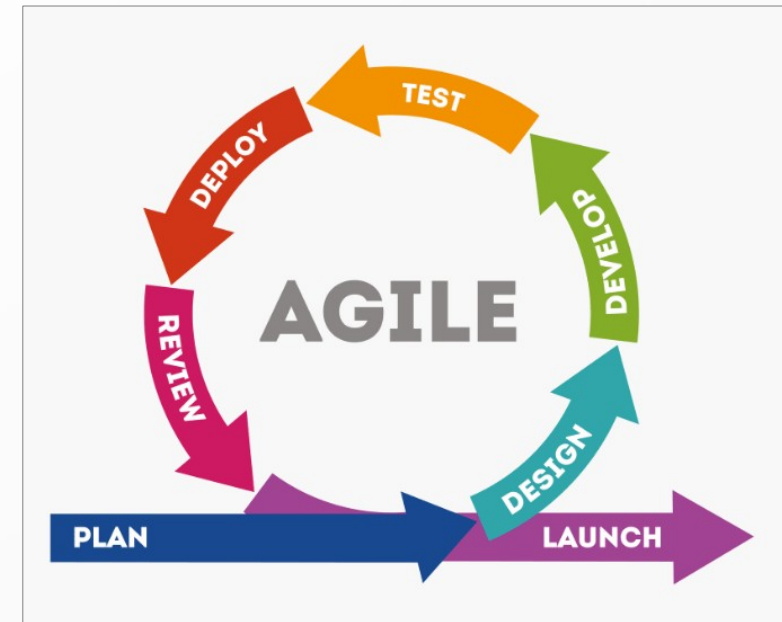 AGILE
PLAN
DESIGN
DEVELOP
TEST
DEPLOY
REVIEW
LAUNCH